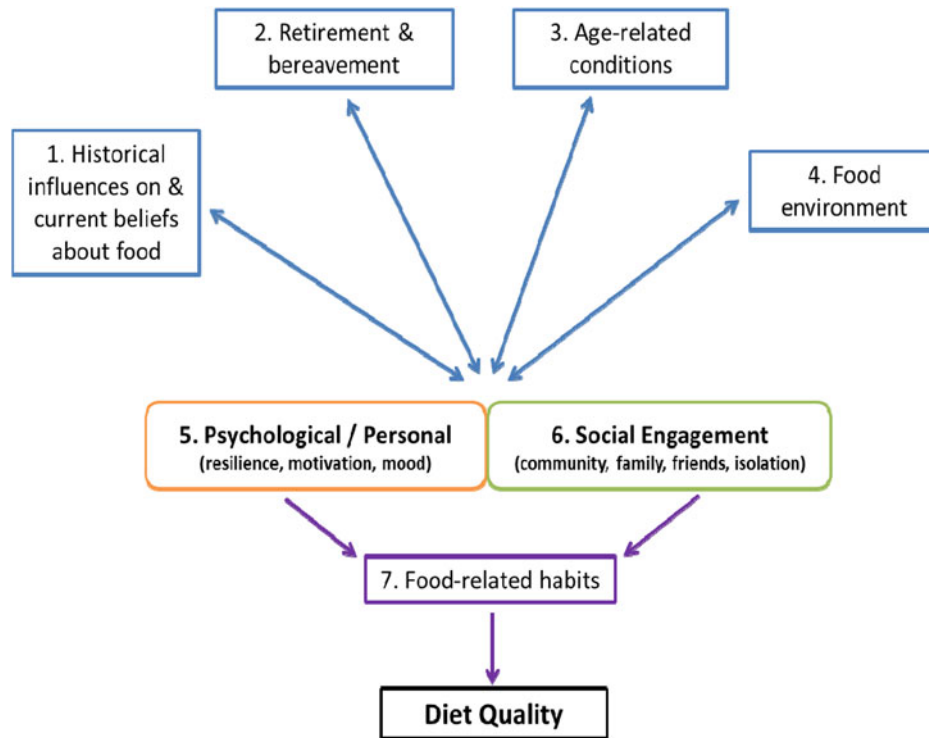 2. Retirement &
bereavement
3. Age-related
conditions
1. Historical
influences on &
current beliefs
about food
4. Food
environment
5. Psychological / Personal
(resilience, motivation, mood)
6. Social Engagement
(community, family, friends, isolation)
7. Food-related habits
Diet Quality